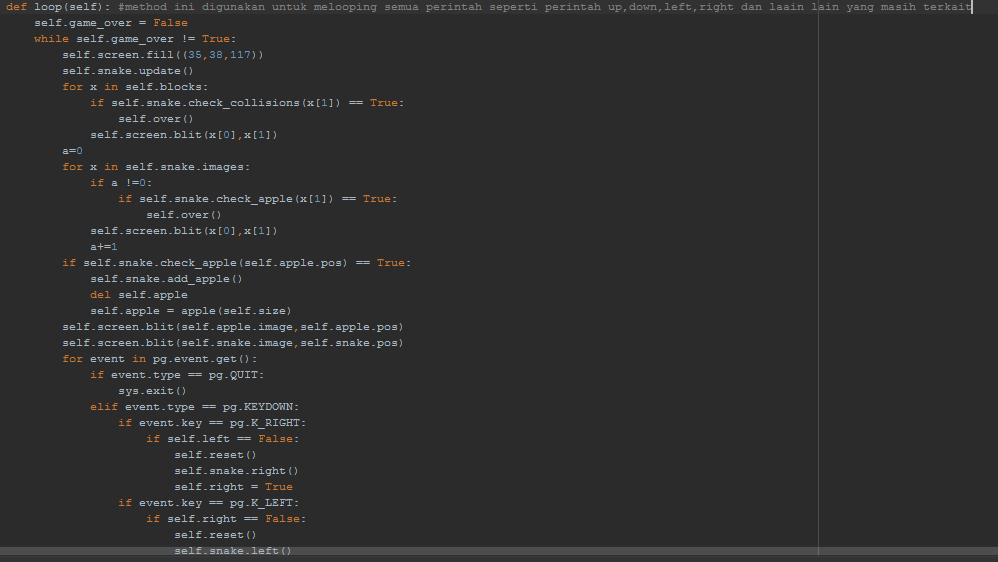 def loop(self): #method ini digunakan untuk melooping semua perintah seperti perintah up,down,left,right dan laain lain yang masih terkait
    self.game_over = False
    while self.game_over != True:
        self.screen.fill((35,38,117))
        self.snake.update()
        for x in self.blocks:
            if self.snake.check_collisions(x[1]) == True:
                self.over()
            self.screen.blit(x[0],x[1])
        a=0
        for x in self.snake.images:
            if a !=0:
                if self.snake.check_apple(x[1]) == True:
                    self.over()
            self.screen.blit(x[0],x[1])
            a+=1
        if self.snake.check_apple(self.apple.pos) == True:
            self.snake.add_apple()
            del self.apple
            self.apple = apple(self.size)
        self.screen.blit(self.apple.image,self.apple.pos)
        self.screen.blit(self.snake.image,self.snake.pos)
        for event in pg.event.get():
            if event.type == pg.QUIT:
                sys.exit()
            elif event.type == pg.KEYDOWN:
                if event.key == pg.K_RIGHT:
                    if self.left == False:
                        self.reset()
                        self.snake.right()
                        self.right = True
                if event.key == pg.K_LEFT:
                    if self.right == False:
                        self.reset()
                        self.snake.left()